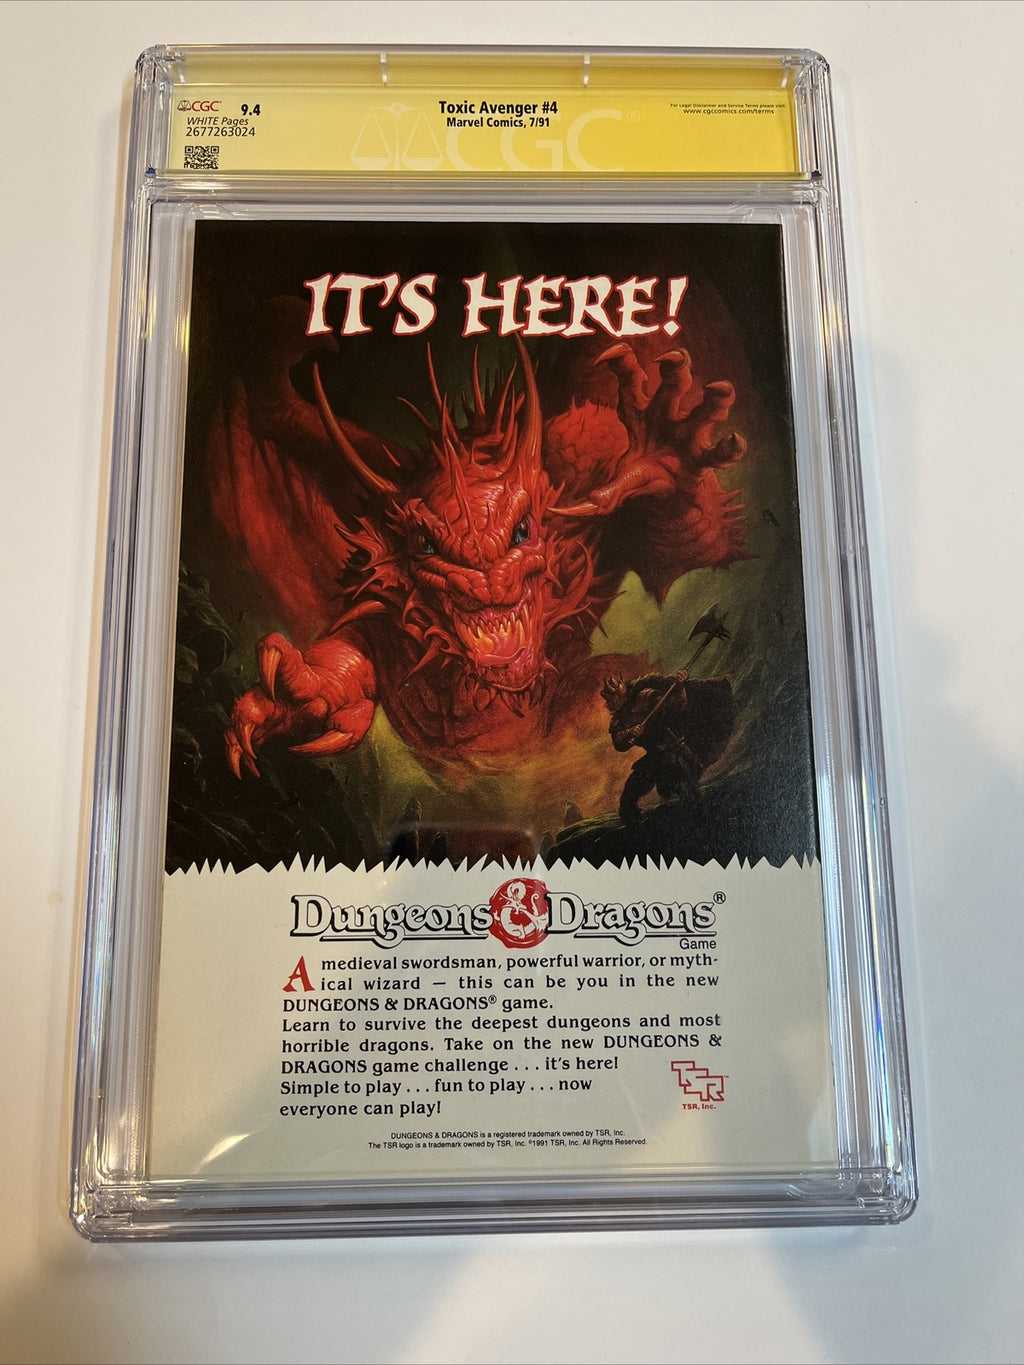 CGC 9.4
WHITE Pages
2677263024
Toxic Avenger #4
Marvel Comics, 7/91
For Legal Disclaimer and Service Terms please visit:
www.cgccomics.com/terms
CGC®
IT'S HERE!
Dungeons & Dragons®
Game
A medieval swordsman, powerful warrior, or myth-
ical wizard — this can be you in the new
DUNGEONS & DRAGONS® game.
Learn to survive the deepest dungeons and most
horrible dragons. Take on the new DUNGEONS &
DRAGONS game challenge . . . it's here!
Simple to play . . . fun to play . . . now
everyone can play!
TSR™
TSR, Inc.
DUNGEONS & DRAGONS is a registered trademark owned by TSR, Inc.
The TSR logo is a trademark owned by TSR, Inc. ©1991 TSR, Inc. All Rights Reserved.